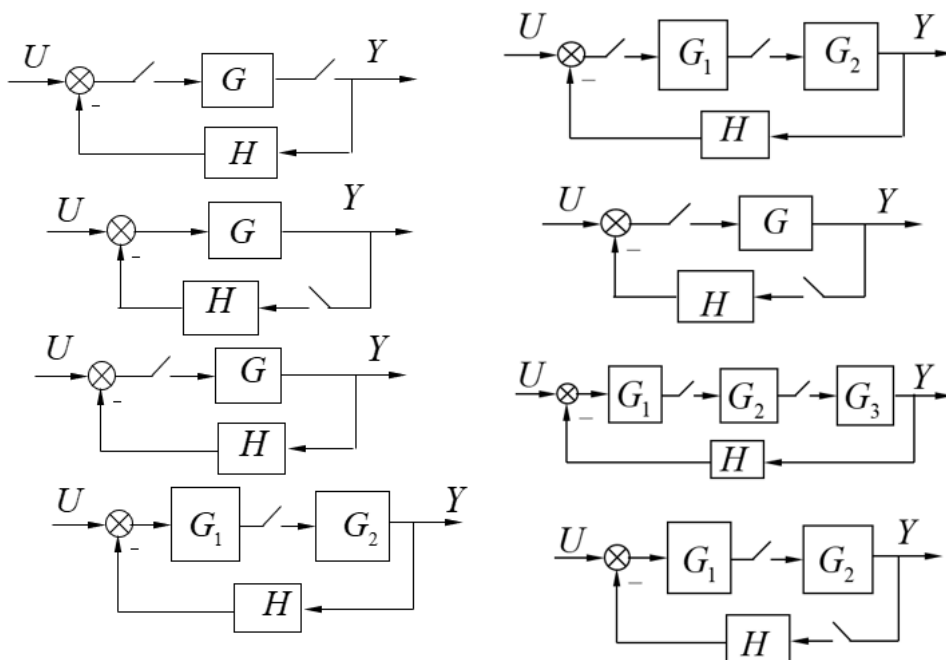 U G Y
- H
U G Y
- H
U G Y
- H
U G₁ G₂ Y
- H
U G₁ G₂ Y
− H
U G Y
− H
U G₁ G₂ G₃ Y
− H
U G₁ G₂ Y
− H